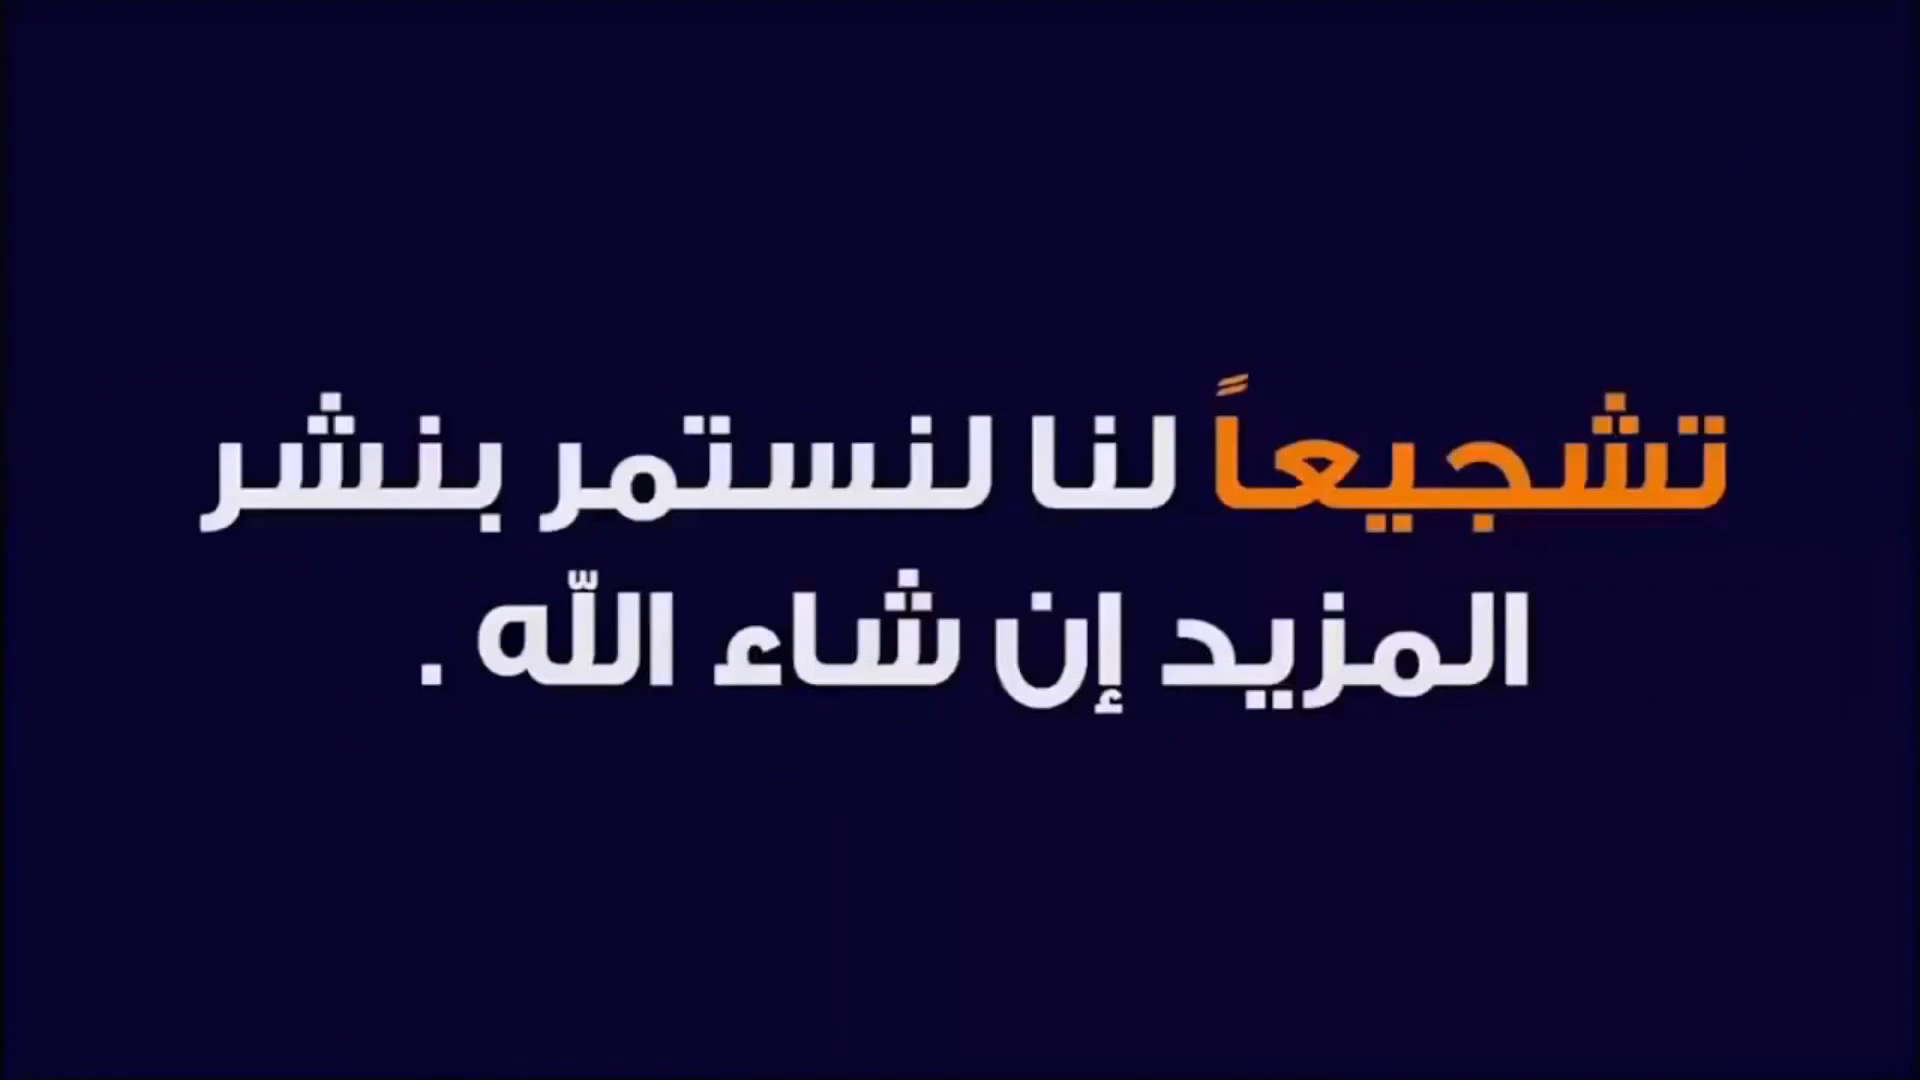 تشجيعاً لنا لنستمر بنشر
المزيد إن شاء اللّه .